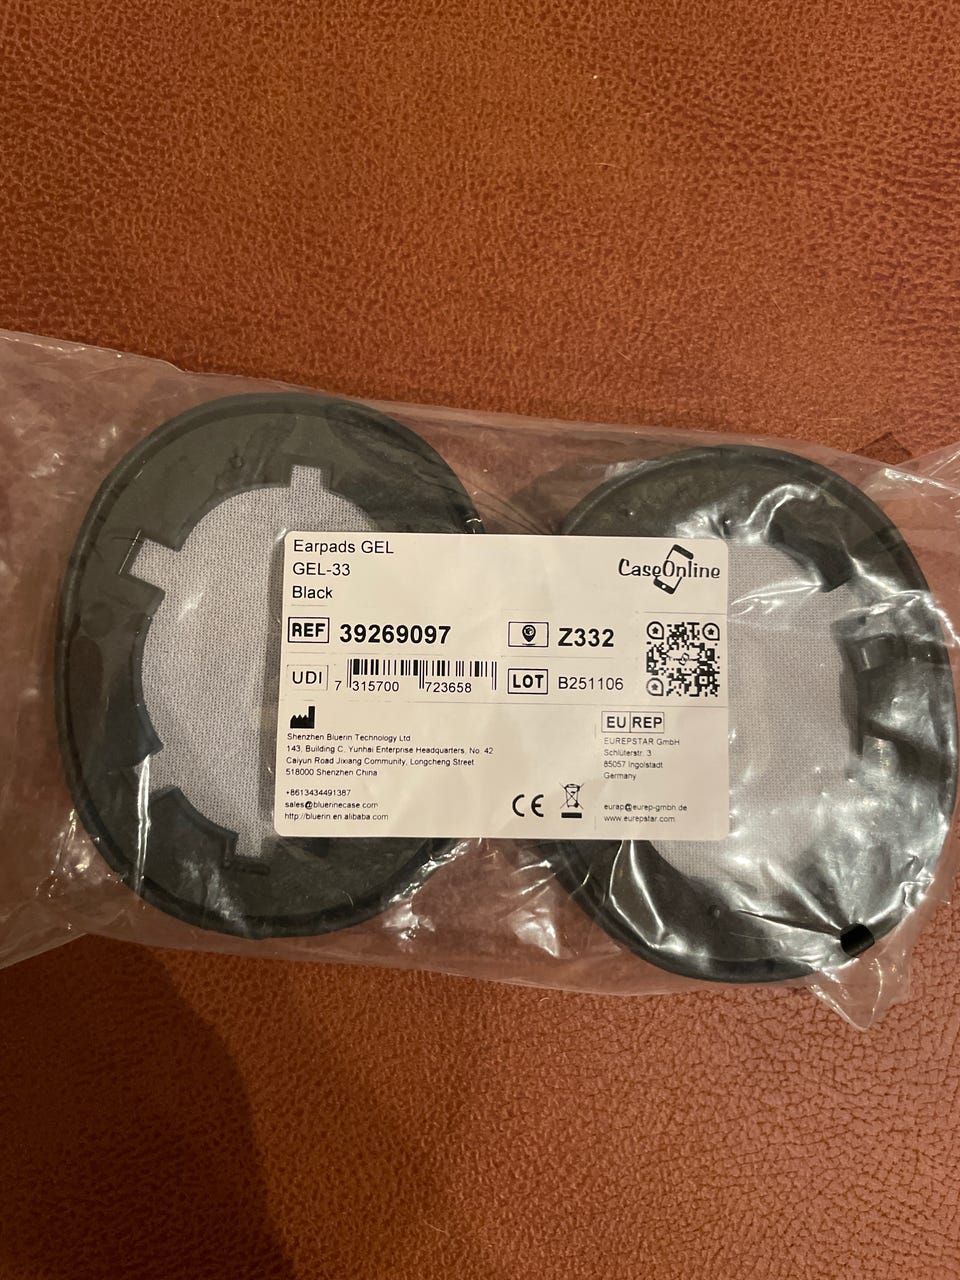 Earpads GEL
GEL-33
Black
CaseOnline
REF 39269097
Z332
UDI 7 315700 723658
LOT B251106
Shenzhen Bluerin Technology Ltd
143, Building C, Yunhai Enterprise Headquarters, No. 42
Caiyun Road Jixiang Community, Longcheng Street
518000 Shenzhen China
+8613434491387
sales@bluerinecase.com
http://bluerin.en.alibaba.com
CE
EU REP
EUREPSTAR GmbH
Schlüterstr. 3
85057 Ingolstadt
Germany
eurap@eurep-gmbh.de
www.eurepstar.com